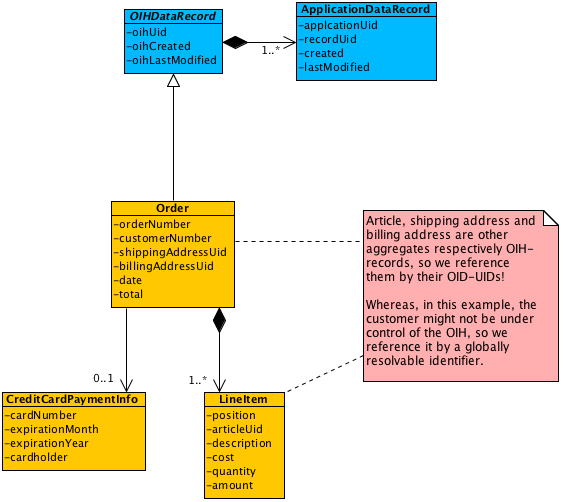 OIHDataRecord
-oihUid
-oihCreated
-oihLastModified
1..*
ApplicationDataRecord
-applcationUid
-recordUid
-created
-lastModified
Order
-orderNumber
-customerNumber
-shippingAddressUid
-billingAddressUid
-date
-total
Article, shipping address and
billing address are other
aggregates respectively OIH-
records, so we reference
them by their OID-UIDs!
Whereas, in this example, the
customer might not be under
control of the OIH, so we
reference it by a globally
resolvable identifier.
0..1
1..*
CreditCardPaymentInfo
-cardNumber
-expirationMonth
-expirationYear
-cardholder
LineItem
-position
-articleUid
-description
-cost
-quantity
-amount